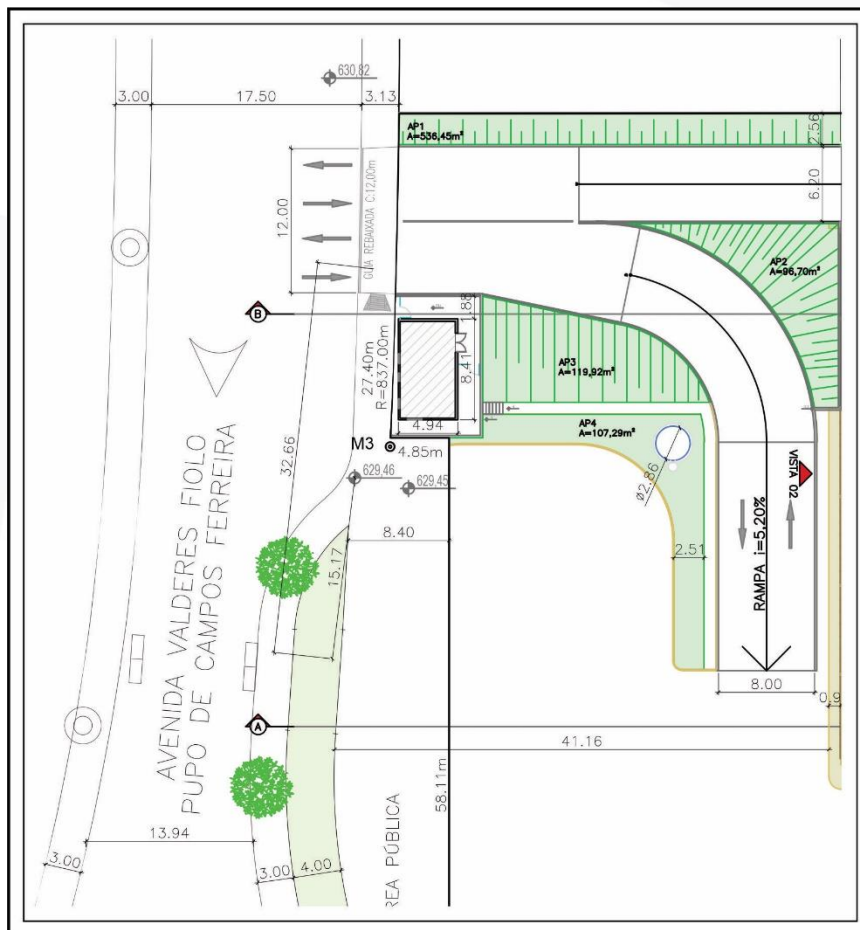 630,82
3.00
17.50
3.13
AP1
A=536,45m²
2.56
6.20
12.00
GUIA REBAIXADA C:12,00m
AP2
A=96,70m²
B
1.88
27.40m
R=837.00m
8.41
AP3
A=119,92m²
4.94
AP4
A=107,29m²
M3
4.85m
32.66
629,46
629,45
ø2.86
VISTA 02
AVENIDA VALDERES FIOLO
PUPO DE CAMPOS FERREIRA
8.40
15.17
2.51
RAMPA i=5.20%
8.00
0.9
A
41.16
58.11m
REA PÚBLICA
13.94
3.00
3.00
4.00